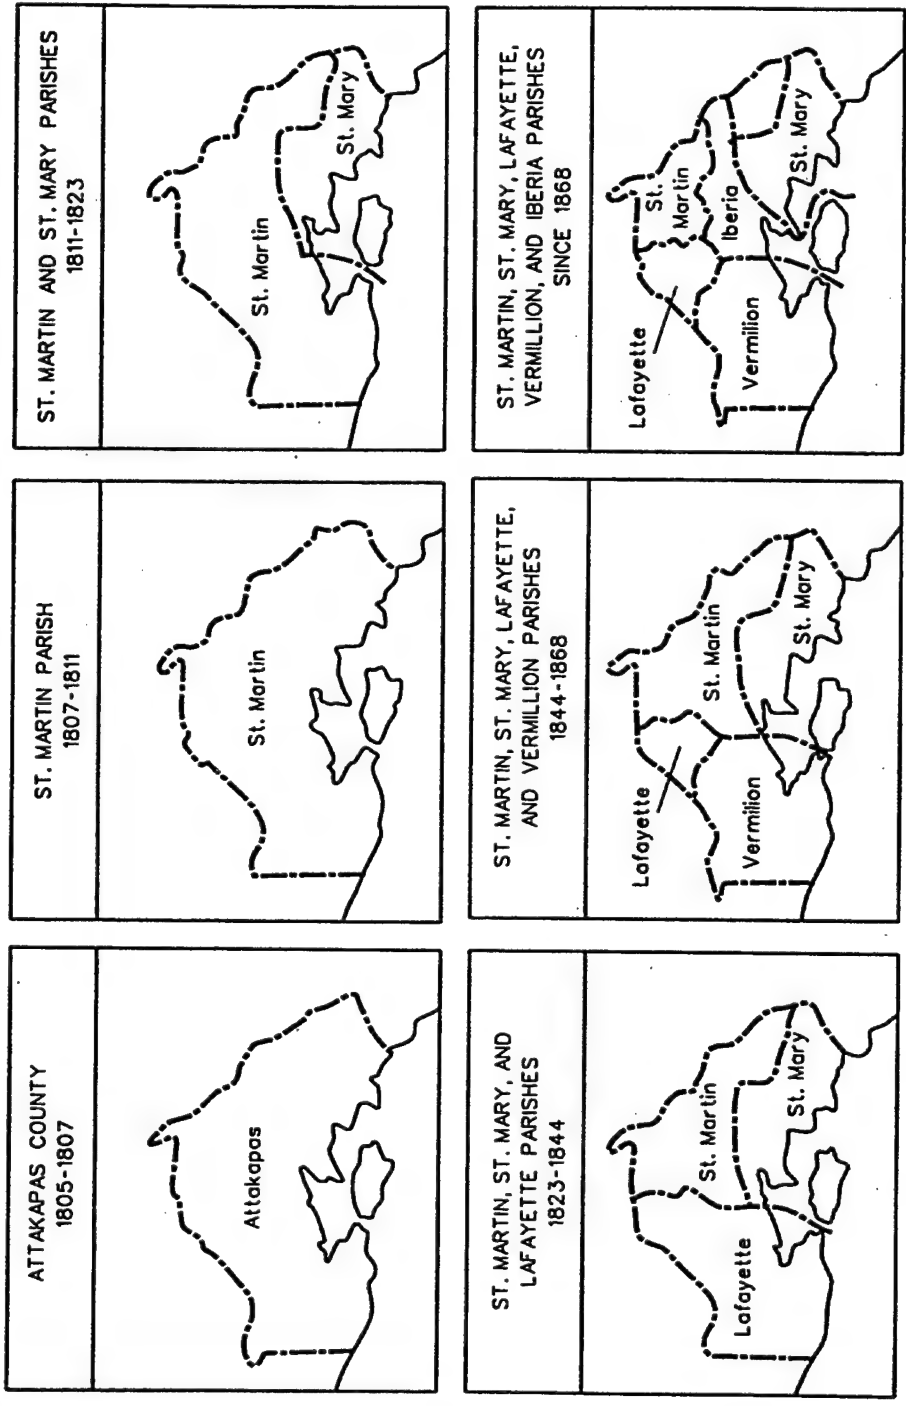 ATTAKAPAS COUNTY
1805-1807
Attakapas
ST. MARTIN PARISH
1807-1811
St. Martin
ST. MARTIN AND ST. MARY PARISHES
1811-1823
St. Martin
St. Mary
ST. MARTIN, ST. MARY, AND
LAFAYETTE PARISHES
1823-1844
St. Martin
St. Mary
Lafayette
ST. MARTIN, ST. MARY, LAFAYETTE,
AND VERMILLION PARISHES
1844-1868
Lafayette
St. Martin
St. Mary
Vermilion
ST. MARTIN, ST. MARY, LAFAYETTE,
VERMILLION, AND IBERIA PARISHES
SINCE 1868
Lafayette
St.
Martin
Iberia
St. Mary
Vermilion